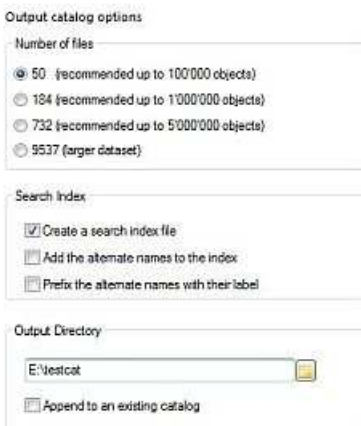 Output catalog options
Number of files
50 (recommended up to 100'000 objects)
184 (recommended up to 1'000'000 objects)
732 (recommended up to 5'000'000 objects)
9537 (larger dataset)
Search Index
Create a search index file
Add the alternate names to the index
Prefix the alternate names with their label
Output Directory
E:\testcat
Append to an existing catalog